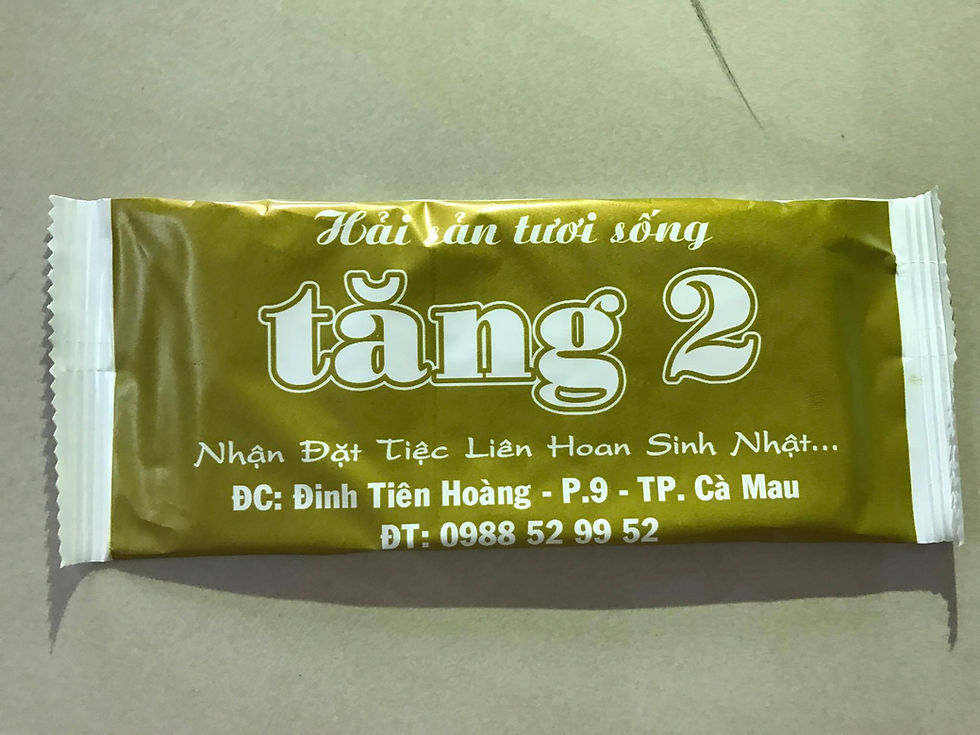 Hải sản tươi sống
tăng 2
Nhận Đặt Tiệc Liên Hoan Sinh Nhật...
ĐC: Đinh Tiên Hoàng - P.9 - TP. Cà Mau
ĐT: 0988 52 99 52